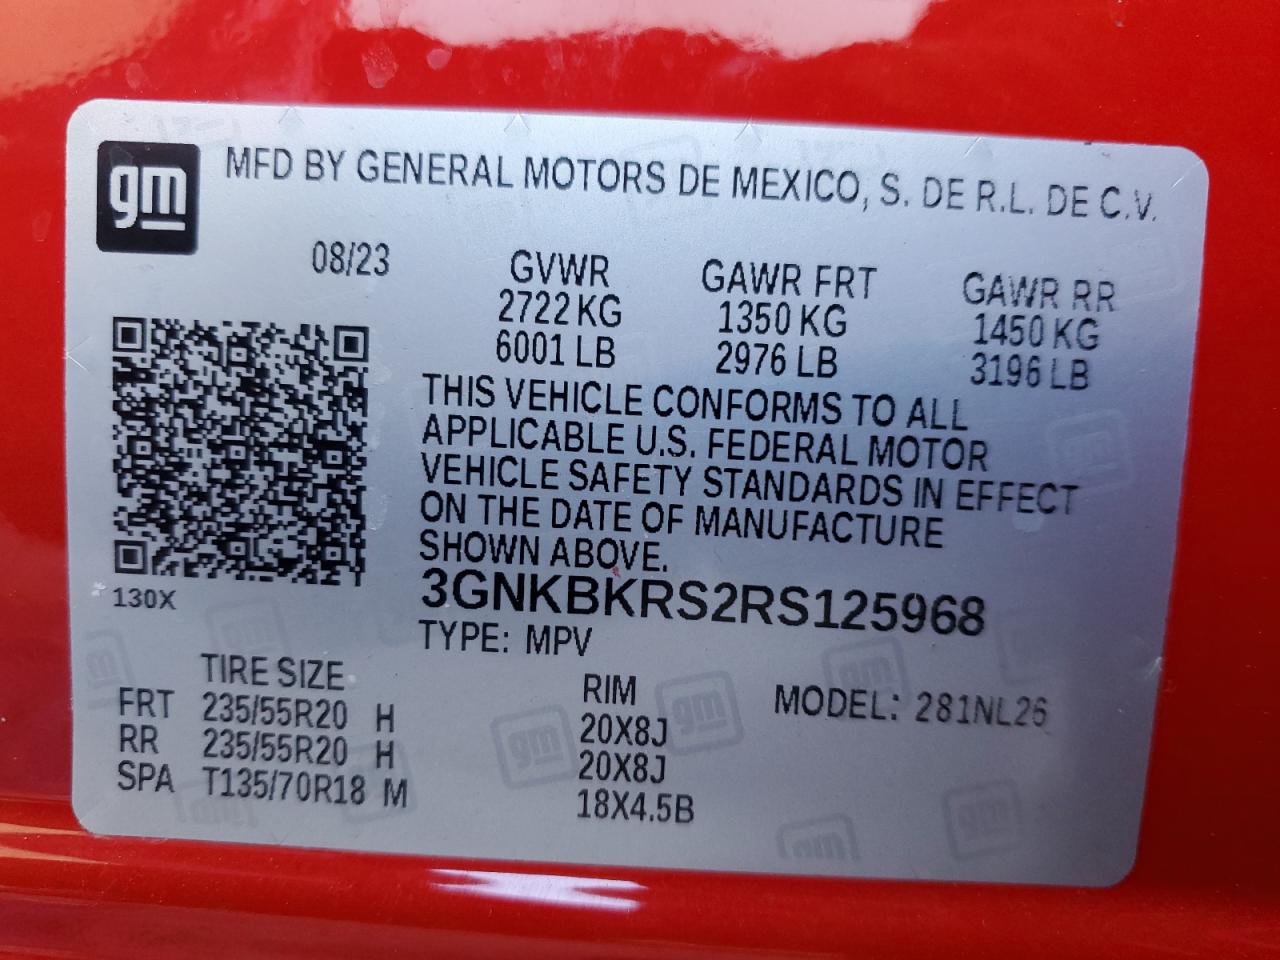 gm
MFD BY GENERAL MOTORS DE MEXICO, S. DE R.L. DE C.V.
08/23
GVWR GAWR FRT GAWR RR
2722 KG 1350 KG 1450 KG
6001 LB 2976 LB 3196 LB
THIS VEHICLE CONFORMS TO ALL
APPLICABLE U.S. FEDERAL MOTOR
VEHICLE SAFETY STANDARDS IN EFFECT
ON THE DATE OF MANUFACTURE
SHOWN ABOVE.
130X
3GNKBKRS2RS125968
TYPE: MPV
TIRE SIZE RIM MODEL: 281NL26
FRT 235/55R20 H 20X8J
RR 235/55R20 H 20X8J
SPA T135/70R18 M 18X4.5B